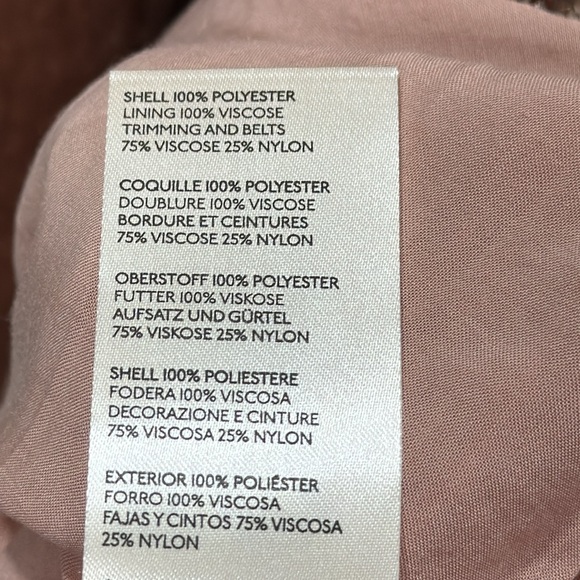 SHELL 100% POLYESTER
LINING 100% VISCOSE
TRIMMING AND BELTS
75% VISCOSE 25% NYLON
COQUILLE 100% POLYESTER
DOUBLURE 100% VISCOSE
BORDURE ET CEINTURES
75% VISCOSE 25% NYLON
OBERSTOFF 100% POLYESTER
FUTTER 100% VISKOSE
AUFSATZ UND GÜRTEL
75% VISKOSE 25% NYLON
SHELL 100% POLIESTERE
FODERA 100% VISCOSA
DECORAZIONE E CINTURE
75% VISCOSA 25% NYLON
EXTERIOR 100% POLIÉSTER
FORRO 100% VISCOSA
FAJAS Y CINTOS 75% VISCOSA
25% NYLON